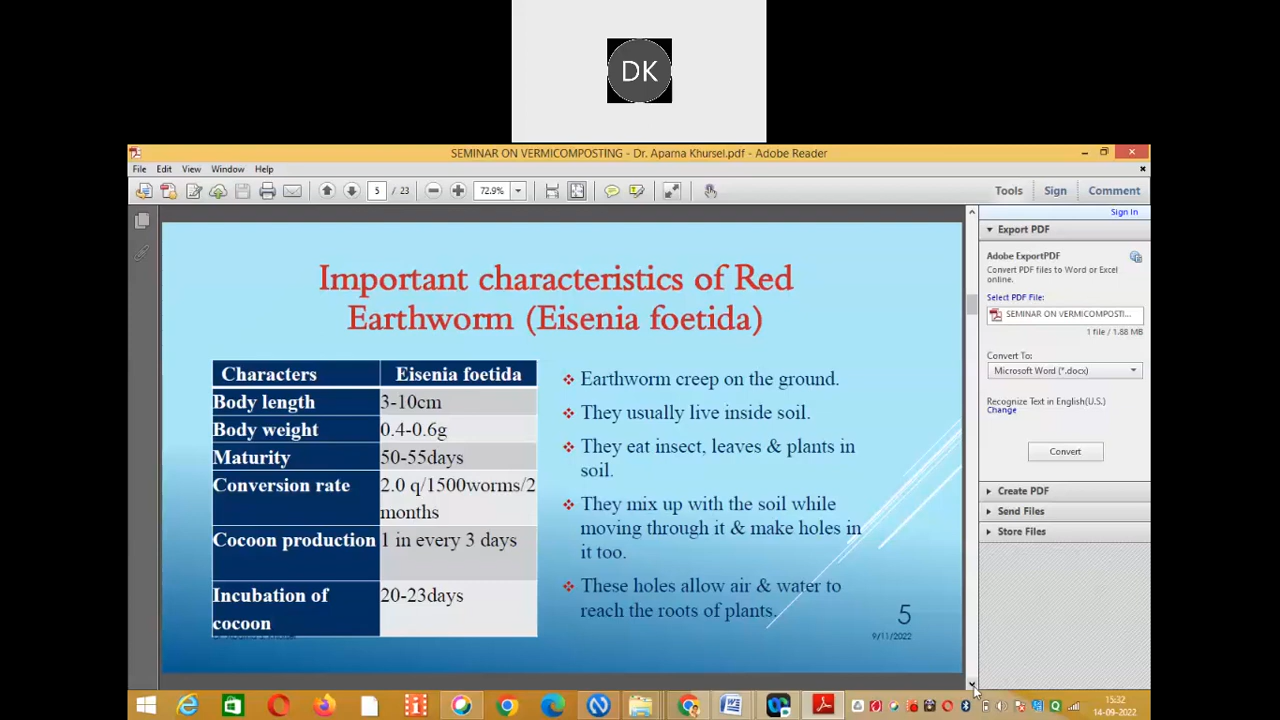 DK
SEMINAR ON VERMICOMPOSTING - Dr. Aparna Khursel.pdf - Adobe Reader
File Edit View Window Help
5 / 23 72.9% Tools Sign Comment
Sign In
Export PDF
Adobe ExportPDF
Convert PDF files to Word or Excel
online.
Select PDF File:
SEMINAR ON VERMICOMPOSTI...
1 file / 1.88 MB
Convert To:
Microsoft Word (*.docx)
Recognize Text in English(U.S.)
Change
Convert
Create PDF
Send Files
Store Files
Important characteristics of Red
Earthworm (Eisenia foetida)
Characters Eisenia foetida
Body length 3-10cm
Body weight 0.4-0.6g
Maturity 50-55days
Conversion rate 2.0 q/1500worms/2
months
Cocoon production 1 in every 3 days
Incubation of 20-23days
cocoon
Earthworm creep on the ground.
They usually live inside soil.
They eat insect, leaves & plants in
soil.
They mix up with the soil while
moving through it & make holes in
it too.
These holes allow air & water to
reach the roots of plants.
5
9/11/2022
15:32
14-09-2022